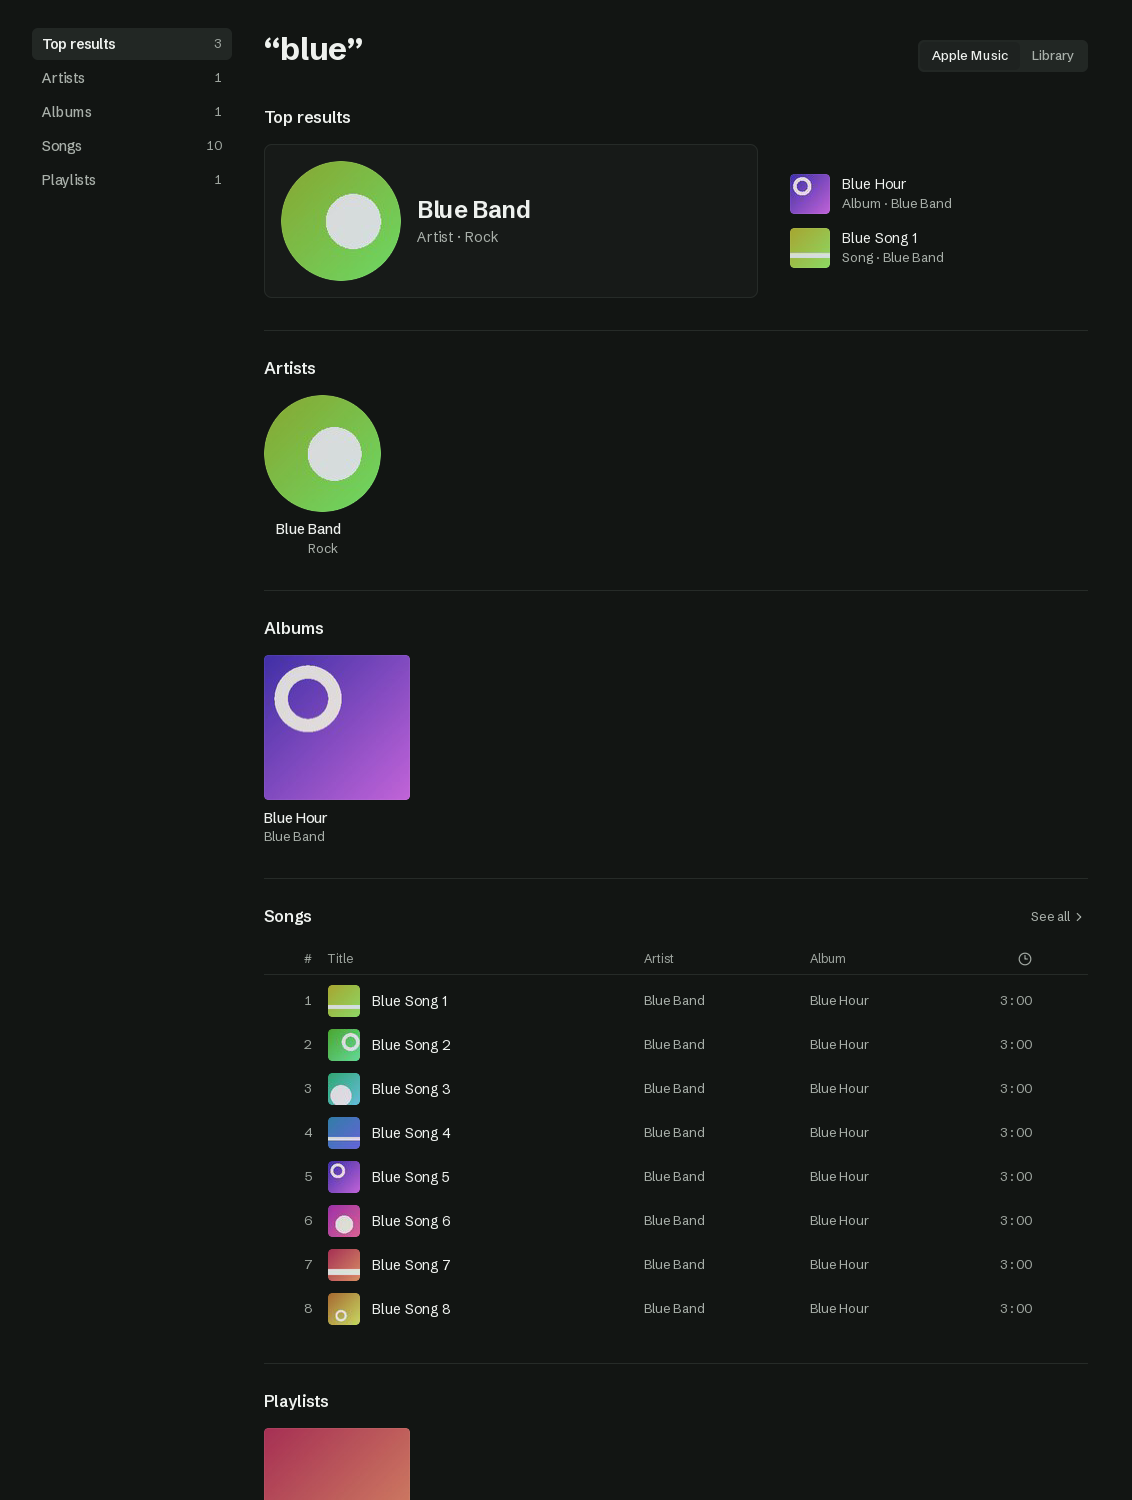 Top results 3
Artists 1
Albums 1
Songs 10
Playlists 1
“blue”
Apple Music Library
Top results
Blue Band
Artist · Rock
Blue Hour
Album · Blue Band
Blue Song 1
Song · Blue Band
Artists
Blue Band
Rock
Albums
Blue Hour
Blue Band
Songs See all
# Title Artist Album
1 Blue Song 1 Blue Band Blue Hour 3:00
2 Blue Song 2 Blue Band Blue Hour 3:00
3 Blue Song 3 Blue Band Blue Hour 3:00
4 Blue Song 4 Blue Band Blue Hour 3:00
5 Blue Song 5 Blue Band Blue Hour 3:00
6 Blue Song 6 Blue Band Blue Hour 3:00
7 Blue Song 7 Blue Band Blue Hour 3:00
8 Blue Song 8 Blue Band Blue Hour 3:00
Playlists